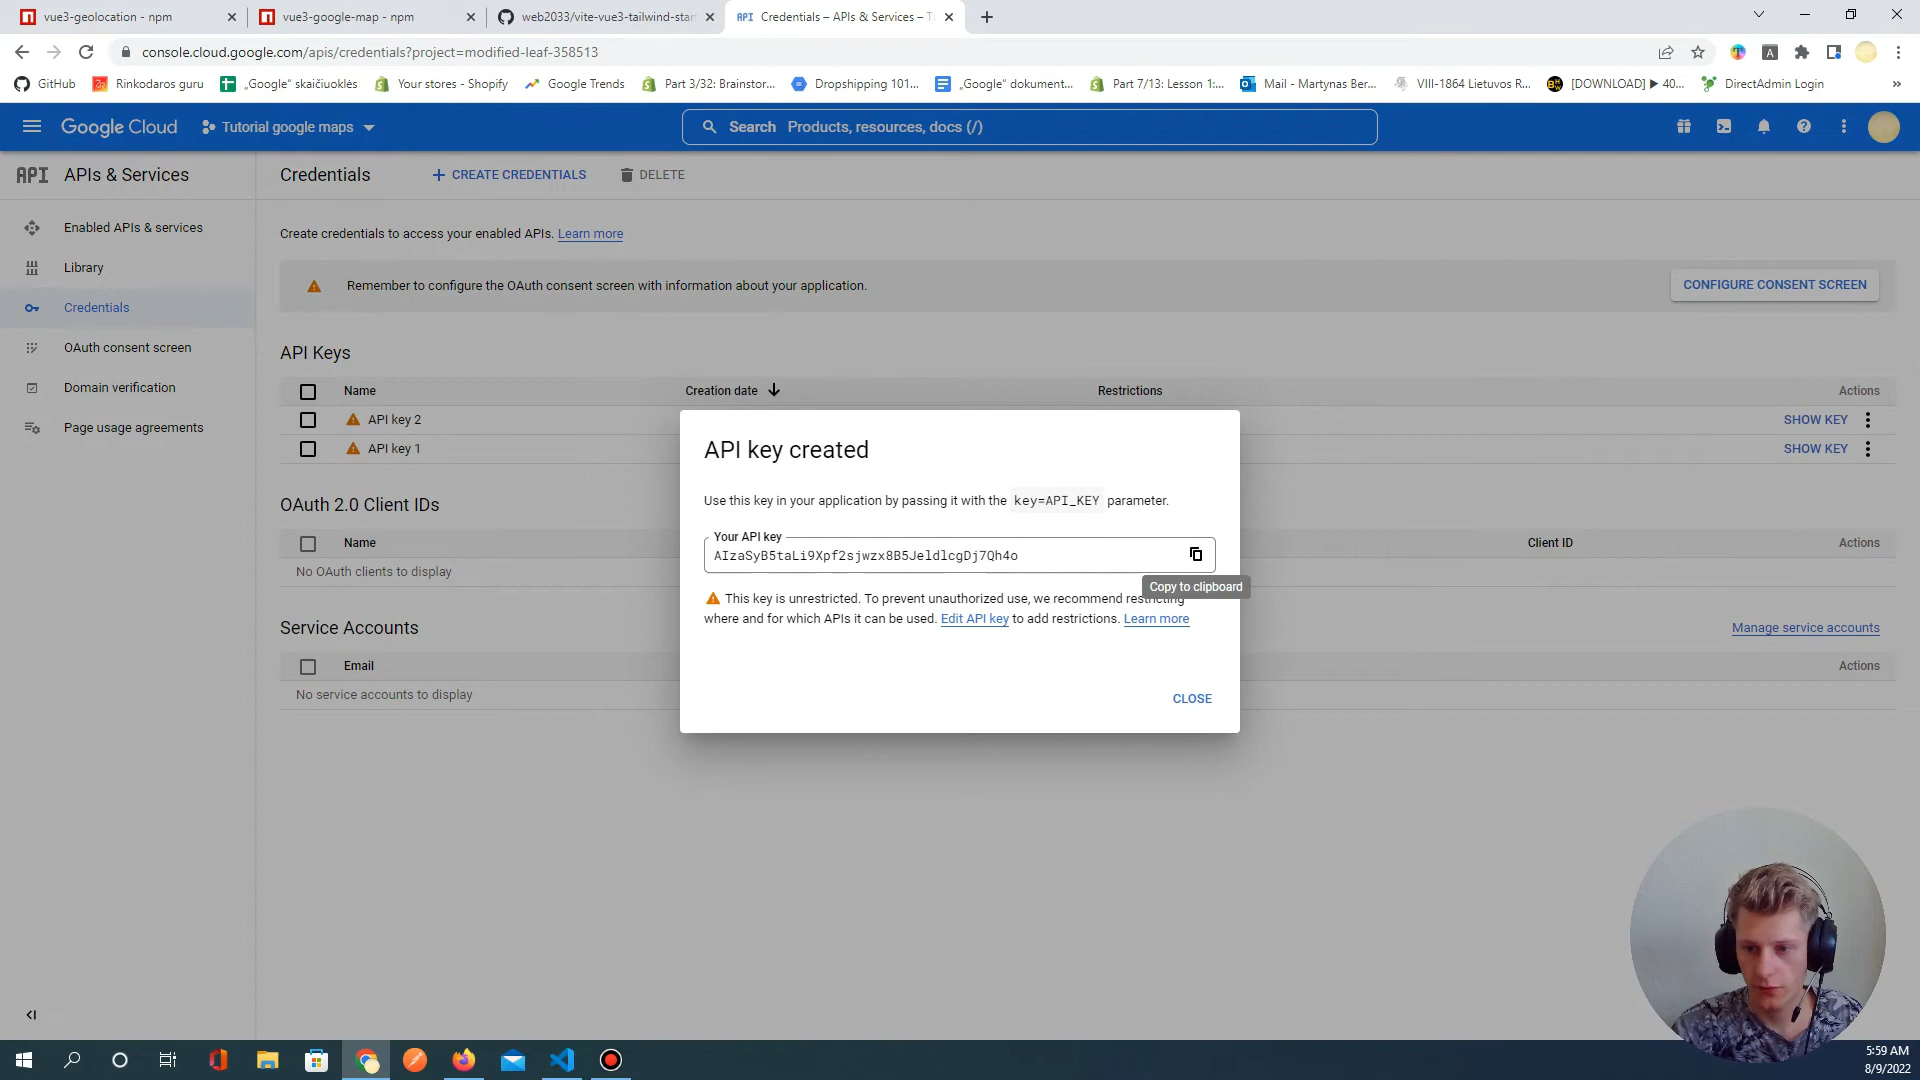 vue3-geolocation - npm
vue3-google-map - npm
web2033/vite-vue3-tailwind-star
Credentials – APIs & Services – T
console.cloud.google.com/apis/credentials?project=modified-leaf-358513
GitHub
Rinkodaros guru
„Google“ skaičiuoklės
Your stores - Shopify
Google Trends
Part 3/32: Brainstor...
Dropshipping 101...
„Google“ dokument...
Part 7/13: Lesson 1:...
Mail - Martynas Ber...
VIII-1864 Lietuvos R...
[DOWNLOAD] ▶ 40...
DirectAdmin Login
»
Google Cloud
Tutorial google maps
Search Products, resources, docs (/)
API APIs & Services
Credentials
+ CREATE CREDENTIALS
DELETE
Enabled APIs & services
Library
Credentials
OAuth consent screen
Domain verification
Page usage agreements
Create credentials to access your enabled APIs. Learn more
Remember to configure the OAuth consent screen with information about your application.
CONFIGURE CONSENT SCREEN
API Keys
Name Creation date Restrictions Actions
API key 2 SHOW KEY
API key 1 SHOW KEY
OAuth 2.0 Client IDs
Name Client ID Actions
No OAuth clients to display
Service Accounts
Manage service accounts
Email Actions
No service accounts to display
API key created
Use this key in your application by passing it with the key=API_KEY parameter.
Your API key
AIzaSyB5taLi9Xpf2sjwzx8B5JeldlcgDj7Qh4o
Copy to clipboard
This key is unrestricted. To prevent unauthorized use, we recommend restricting
where and for which APIs it can be used. Edit API key to add restrictions. Learn more
CLOSE
5:59 AM
8/9/2022